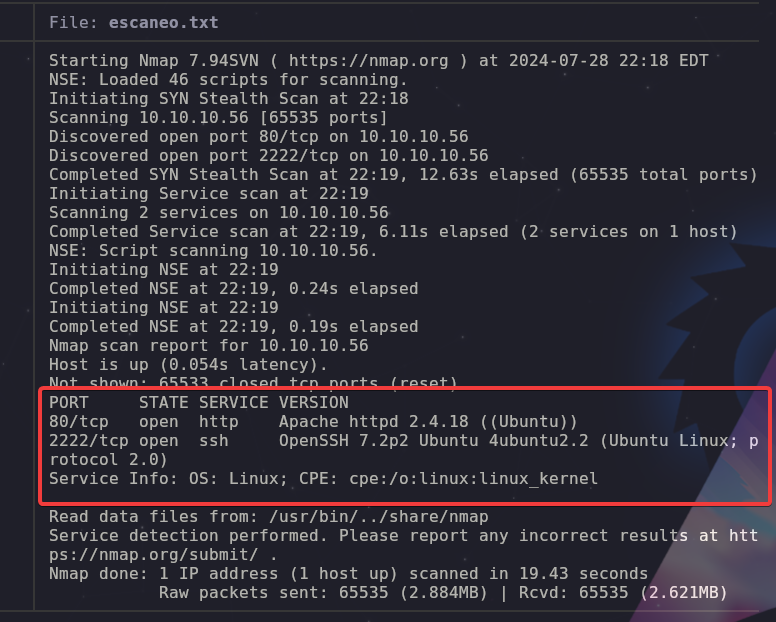 File: escaneo.txt
Starting Nmap 7.94SVN ( https://nmap.org ) at 2024-07-28 22:18 EDT
NSE: Loaded 46 scripts for scanning.
Initiating SYN Stealth Scan at 22:18
Scanning 10.10.10.56 [65535 ports]
Discovered open port 80/tcp on 10.10.10.56
Discovered open port 2222/tcp on 10.10.10.56
Completed SYN Stealth Scan at 22:19, 12.63s elapsed (65535 total ports)
Initiating Service scan at 22:19
Scanning 2 services on 10.10.10.56
Completed Service scan at 22:19, 6.11s elapsed (2 services on 1 host)
NSE: Script scanning 10.10.10.56.
Initiating NSE at 22:19
Completed NSE at 22:19, 0.24s elapsed
Initiating NSE at 22:19
Completed NSE at 22:19, 0.19s elapsed
Nmap scan report for 10.10.10.56
Host is up (0.054s latency).
Not shown: 65533 closed tcp ports (reset)
PORT     STATE SERVICE VERSION
80/tcp   open  http    Apache httpd 2.4.18 ((Ubuntu))
2222/tcp open  ssh     OpenSSH 7.2p2 Ubuntu 4ubuntu2.2 (Ubuntu Linux; p
rotocol 2.0)
Service Info: OS: Linux; CPE: cpe:/o:linux:linux_kernel
Read data files from: /usr/bin/../share/nmap
Service detection performed. Please report any incorrect results at htt
ps://nmap.org/submit/ .
Nmap done: 1 IP address (1 host up) scanned in 19.43 seconds
           Raw packets sent: 65535 (2.884MB) | Rcvd: 65535 (2.621MB)